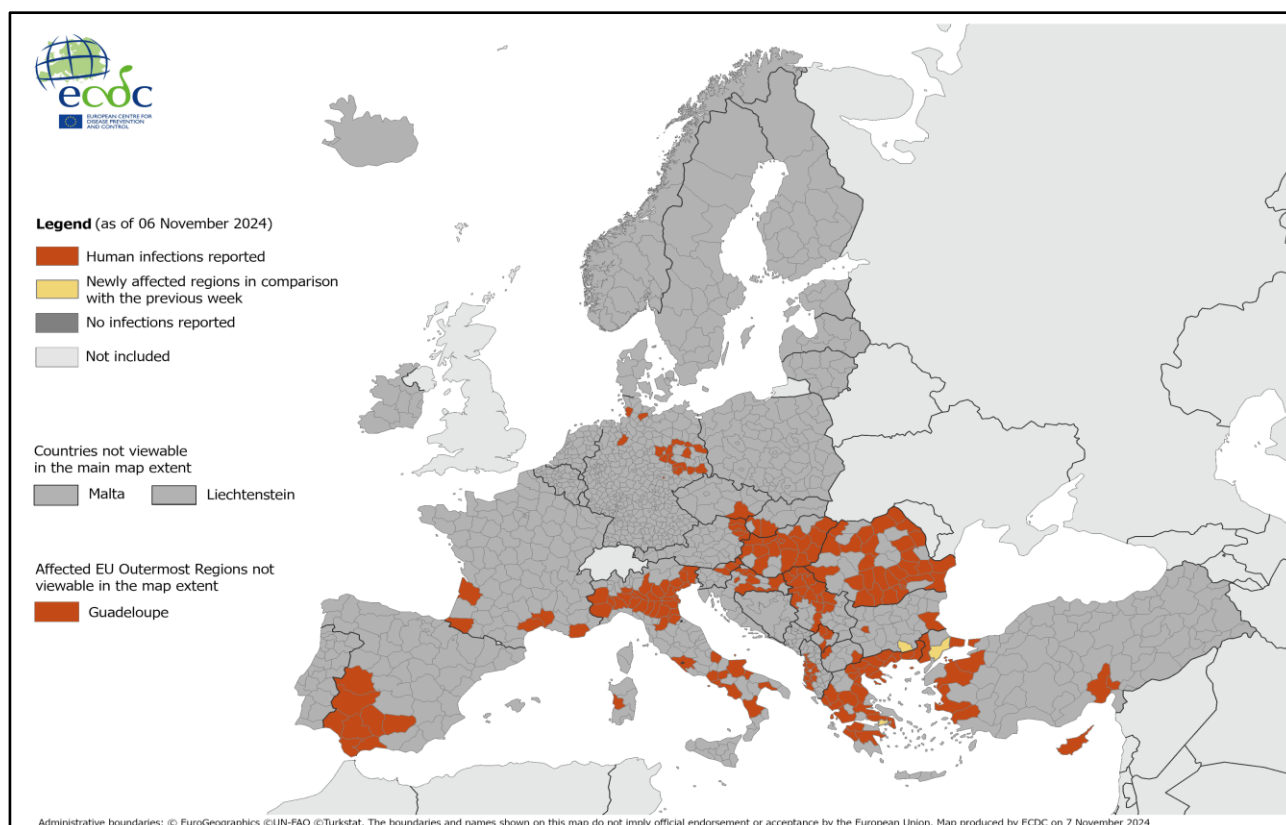 ecdc
EUROPEAN CENTRE FOR
DISEASE PREVENTION
AND CONTROL
Legend (as of 06 November 2024)
Human infections reported
Newly affected regions in comparison
with the previous week
No infections reported
Not included
Countries not viewable
in the main map extent
Malta
Liechtenstein
Affected EU Outermost Regions not
viewable in the map extent
Guadeloupe
Administrative boundaries: © EuroGeographics ©UN-FAO ©Turkstat. The boundaries and names shown on this map do not imply official endorsement or acceptance by the European Union. Map produced by ECDC on 7 November 2024